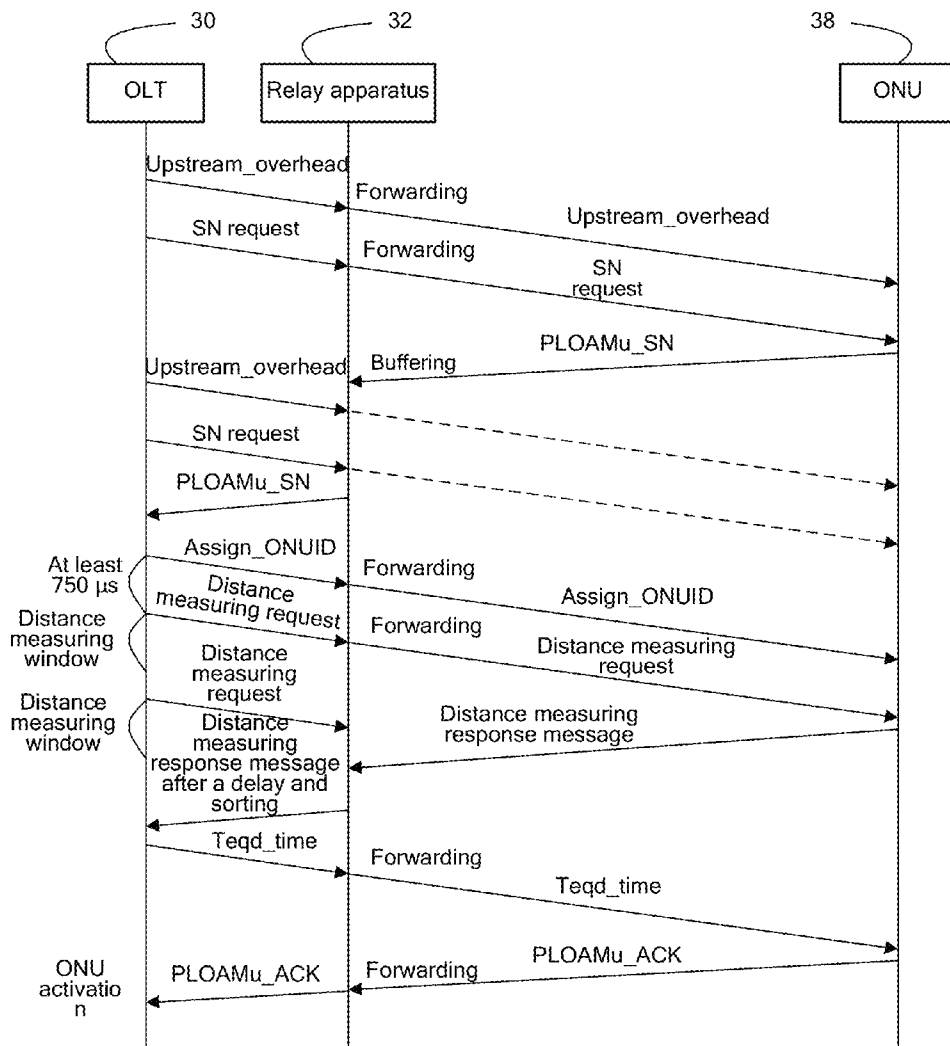 30
32
38
OLT
Relay apparatus
ONU
Upstream_overhead
Forwarding
Upstream_overhead
SN request
Forwarding
SN
request
PLOAMu_SN
Buffering
Upstream_overhead
SN request
PLOAMu_SN
At least
750 µs
Assign_ONUID
Forwarding
Assign_ONUID
Distance
measuring request
Forwarding
Distance
measuring
window
Distance measuring
request
Distance
measuring
request
Distance
measuring
window
Distance measuring
response message
Distance
measuring
response message
after a delay and
sorting
Teqd_time
Forwarding
Teqd_time
PLOAMu_ACK
Forwarding
PLOAMu_ACK
ONU
activatio
n